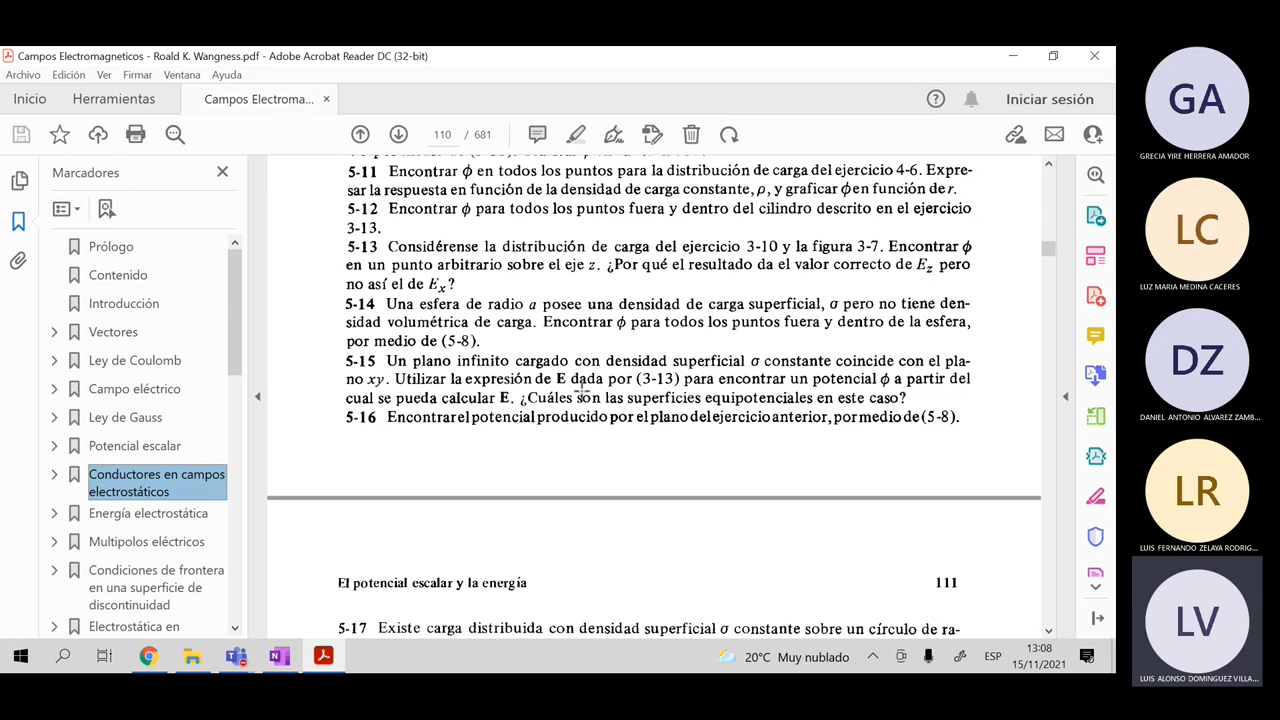 Campos Electromagneticos - Roald K. Wangness.pdf - Adobe Acrobat Reader DC (32-bit)
Archivo Edición Ver Firmar Ventana Ayuda
Inicio Herramientas Campos Electroma... × Iniciar sesión
110 / 681
Marcadores
Prólogo
Contenido
Introducción
Vectores
Ley de Coulomb
Campo eléctrico
Ley de Gauss
Potencial escalar
Conductores en campos
electrostáticos
Energía electrostática
Multipolos eléctricos
Condiciones de frontera
en una superficie de
discontinuidad
Electrostática en
5-11 Encontrar ϕ en todos los puntos para la distribución de carga del ejercicio 4-6. Expre-
sar la respuesta en función de la densidad de carga constante, ρ, y graficar ϕ en función de r.
5-12 Encontrar ϕ para todos los puntos fuera y dentro del cilindro descrito en el ejercicio
3-13.
5-13 Considérense la distribución de carga del ejercicio 3-10 y la figura 3-7. Encontrar ϕ
en un punto arbitrario sobre el eje z. ¿Por qué el resultado da el valor correcto de Ez pero
no así el de Ex?
5-14 Una esfera de radio a posee una densidad de carga superficial, σ pero no tiene den-
sidad volumétrica de carga. Encontrar ϕ para todos los puntos fuera y dentro de la esfera,
por medio de (5-8).
5-15 Un plano infinito cargado con densidad superficial σ constante coincide con el pla-
no xy. Utilizar la expresión de E dada por (3-13) para encontrar un potencial ϕ a partir del
cual se pueda calcular E. ¿Cuáles son las superficies equipotenciales en este caso?
5-16 Encontrar el potencial producido por el plano del ejercicio anterior, por medio de (5-8).
El potencial escalar y la energía 111
5-17 Existe carga distribuida con densidad superficial σ constante sobre un círculo de ra-
20°C Muy nublado ESP 13:08
15/11/2021
GA
GRECIA YIRE HERRERA AMADOR
LC
LUZ MARIA MEDINA CACERES
DZ
DANIEL ANTONIO ALVAREZ ZAMB...
LR
LUIS FERNANDO ZELAYA RODRIG...
LV
LUIS ALONSO DOMINGUEZ VILLA...